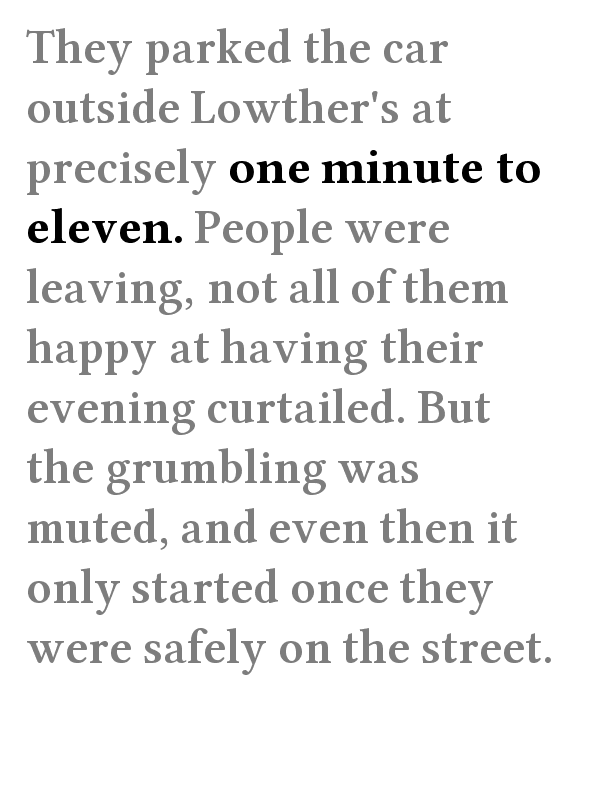 They parked the car
outside Lowther's at
precisely one minute to
eleven. People were
leaving, not all of them
happy at having their
evening curtailed. But
the grumbling was
muted, and even then it
only started once they
were safely on the street.